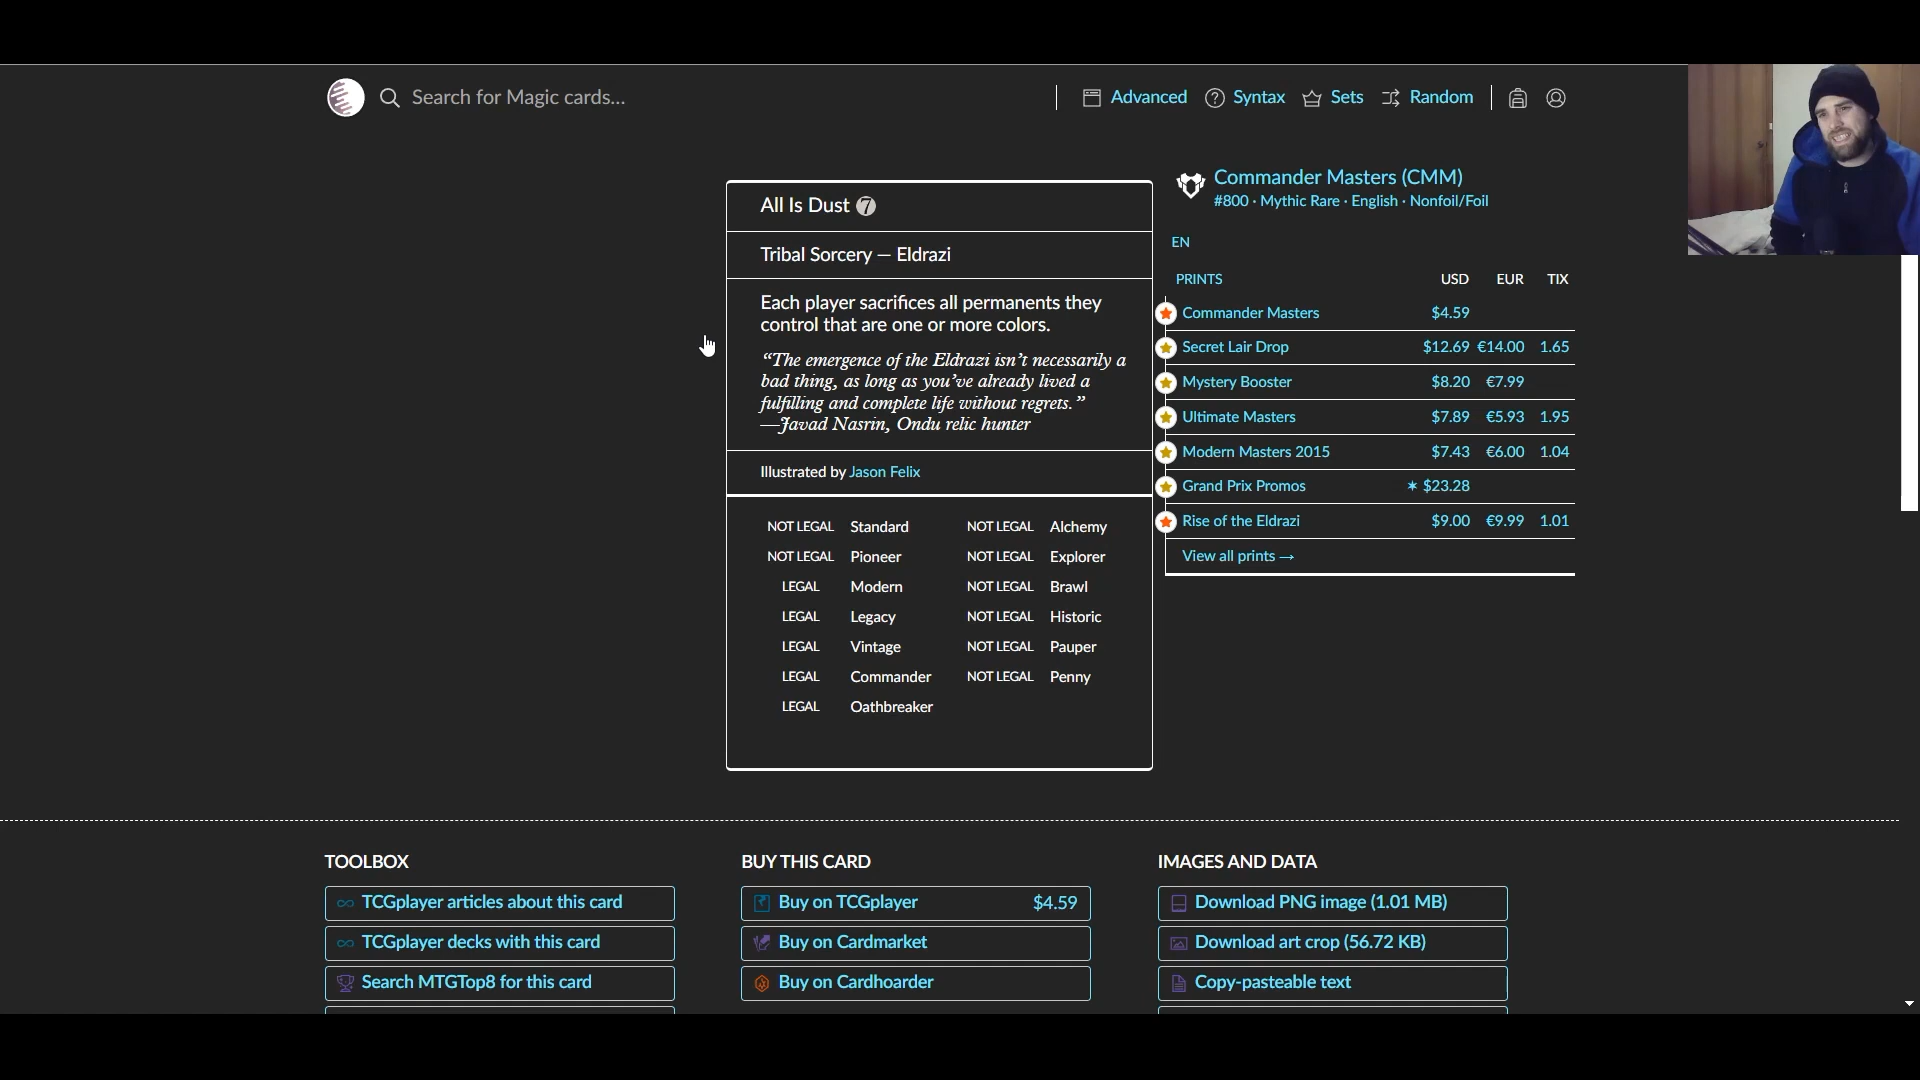 Search for Magic cards...
Advanced
Syntax
Sets
Random
All Is Dust 7
Tribal Sorcery — Eldrazi
Each player sacrifices all permanents they
control that are one or more colors.
“The emergence of the Eldrazi isn’t necessarily a
bad thing, as long as you’ve already lived a
fulfilling and complete life without regrets.”
—Javad Nasrin, Ondu relic hunter
Illustrated by Jason Felix
NOT LEGAL Standard NOT LEGAL Alchemy
NOT LEGAL Pioneer NOT LEGAL Explorer
LEGAL Modern NOT LEGAL Brawl
LEGAL Legacy NOT LEGAL Historic
LEGAL Vintage NOT LEGAL Pauper
LEGAL Commander NOT LEGAL Penny
LEGAL Oathbreaker
Commander Masters (CMM)
#800 · Mythic Rare · English · Nonfoil/Foil
EN
PRINTS USD EUR TIX
Commander Masters $4.59
Secret Lair Drop $12.69 €14.00 1.65
Mystery Booster $8.20 €7.99
Ultimate Masters $7.89 €5.93 1.95
Modern Masters 2015 $7.43 €6.00 1.04
Grand Prix Promos ✶ $23.28
Rise of the Eldrazi $9.00 €9.99 1.01
View all prints →
TOOLBOX
TCGplayer articles about this card
TCGplayer decks with this card
Search MTGTop8 for this card
BUY THIS CARD
Buy on TCGplayer $4.59
Buy on Cardmarket
Buy on Cardhoarder
IMAGES AND DATA
Download PNG image (1.01 MB)
Download art crop (56.72 KB)
Copy-pasteable text